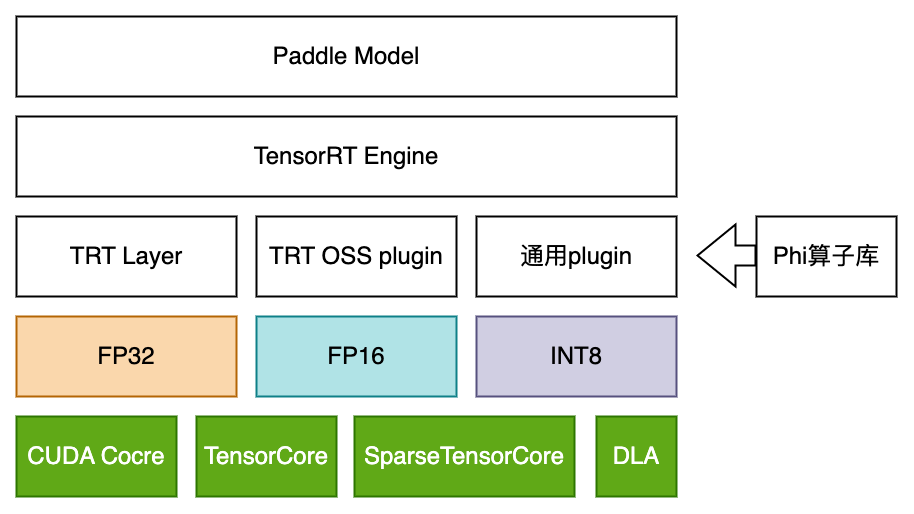 Paddle Model
TensorRT Engine
TRT Layer
TRT OSS plugin
通用plugin
Phi算子库
FP32
FP16
INT8
CUDA Cocre
TensorCore
SparseTensorCore
DLA